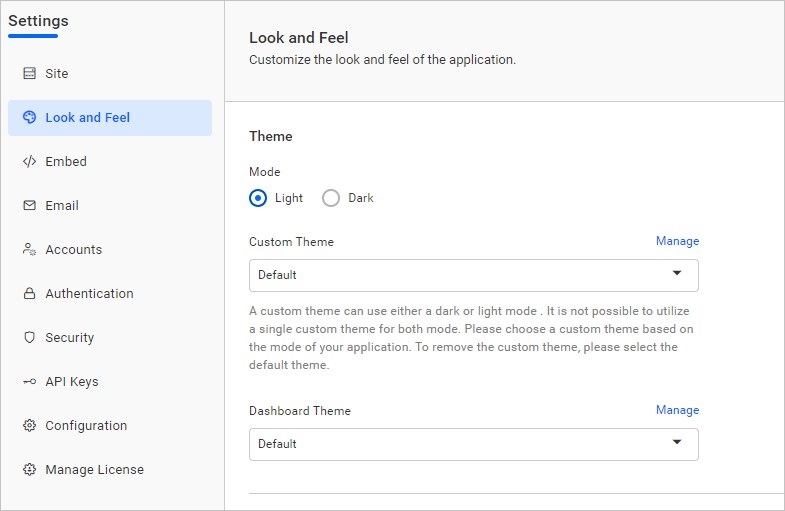 Settings
Site
Look and Feel
Embed
Email
Accounts
Authentication
Security
API Keys
Configuration
Manage License
Look and Feel
Customize the look and feel of the application.
Theme
Mode
Light
Dark
Custom Theme
Manage
Default
A custom theme can use either a dark or light mode . It is not possible to utilize
a single custom theme for both mode. Please choose a custom theme based on
the mode of your application. To remove the custom theme, please select the
default theme.
Dashboard Theme
Manage
Default